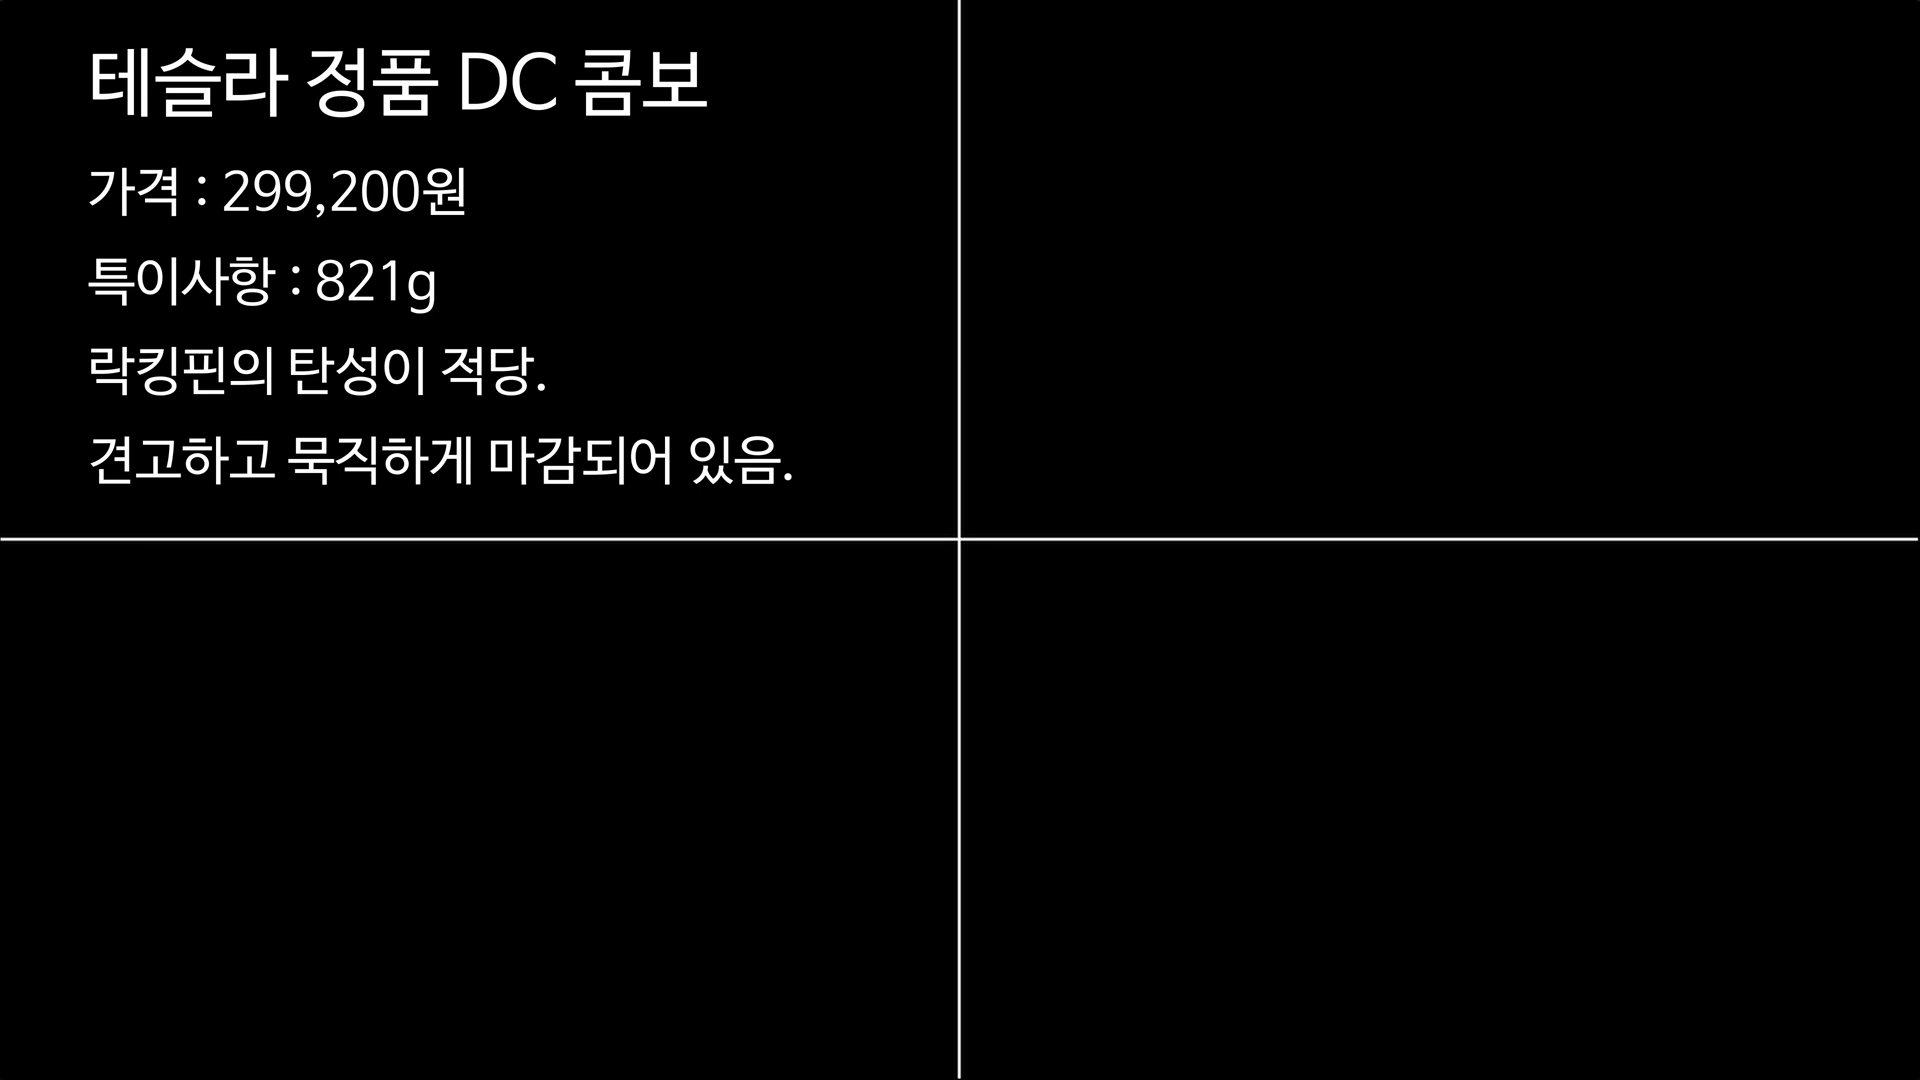 테슬라 정품 DC 콤보
가격 : 299,200원
특이사항 : 821g
락킹핀의 탄성이 적당.
견고하고 묵직하게 마감되어 있음.